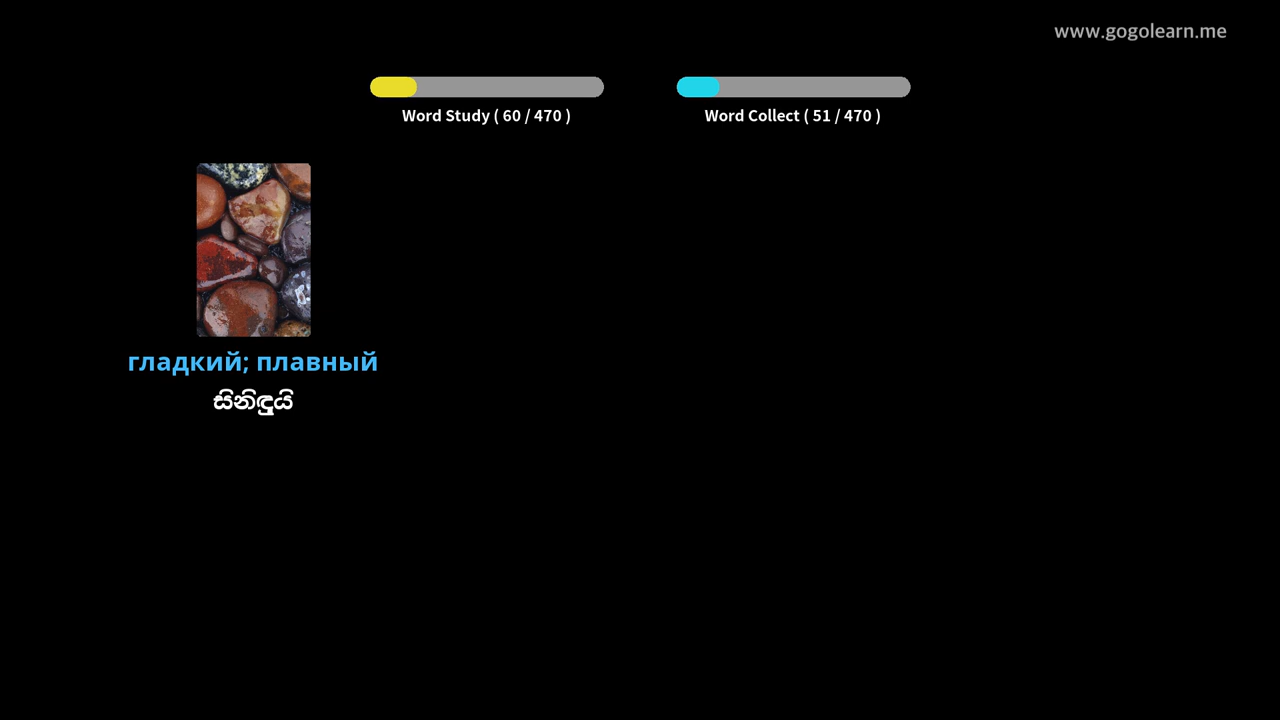 www.gogolearn.me
Word Study ( 60 / 470 )
Word Collect ( 51 / 470 )
гладкий; плавный
සිනිඳුයි